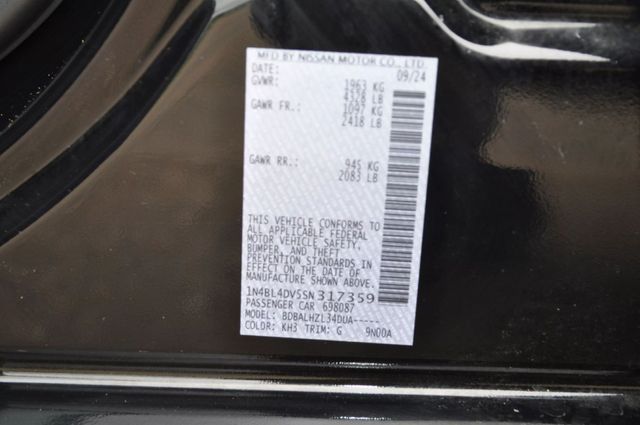 MFD BY NISSAN MOTOR CO., LTD.
DATE: 09/24
GVWR: 1963 KG
4328 LB
GAWR FR.: 1097 KG
2418 LB
GAWR RR.: 945 KG
2083 LB
THIS VEHICLE CONFORMS TO
ALL APPLICABLE FEDERAL
MOTOR VEHICLE SAFETY,
BUMPER, AND THEFT
PREVENTION STANDARDS IN
EFFECT ON THE DATE OF
MANUFACTURE SHOWN ABOVE.
1N4BL4DV5SN317359
PASSENGER CAR 698087
MODEL: BDBALHZL34DUA-----
COLOR: KH3 TRIM: G 9N00A